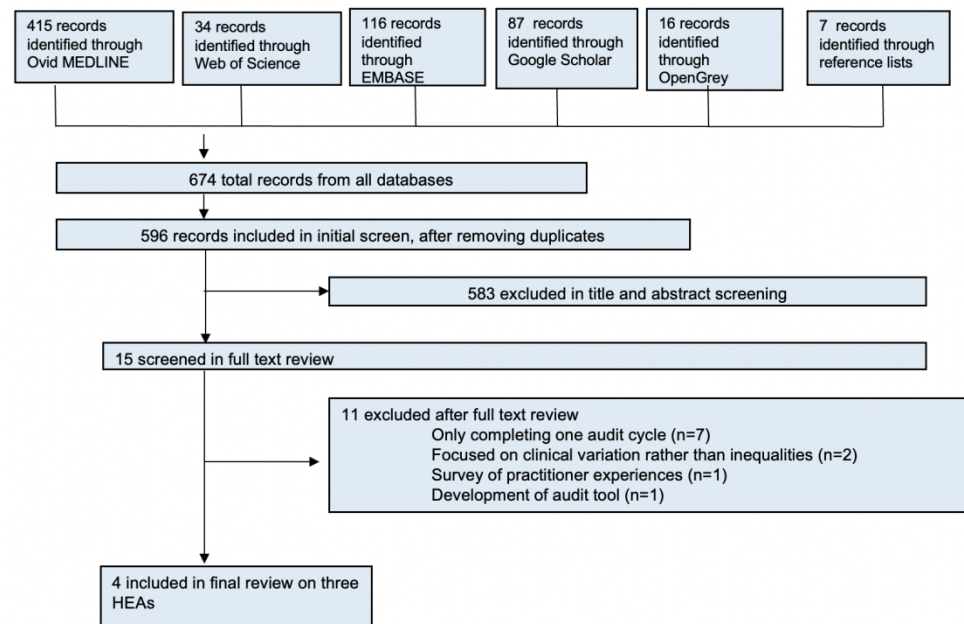 415 records
identified through
Ovid MEDLINE
34 records
identified through
Web of Science
116 records
identified
through
EMBASE
87 records
identified through
Google Scholar
16 records
identified
through
OpenGrey
7 records
identified through
reference lists
674 total records from all databases
596 records included in initial screen, after removing duplicates
583 excluded in title and abstract screening
15 screened in full text review
11 excluded after full text review
Only completing one audit cycle (n=7)
Focused on clinical variation rather than inequalities (n=2)
Survey of practitioner experiences (n=1)
Development of audit tool (n=1)
4 included in final review on three
HEAs